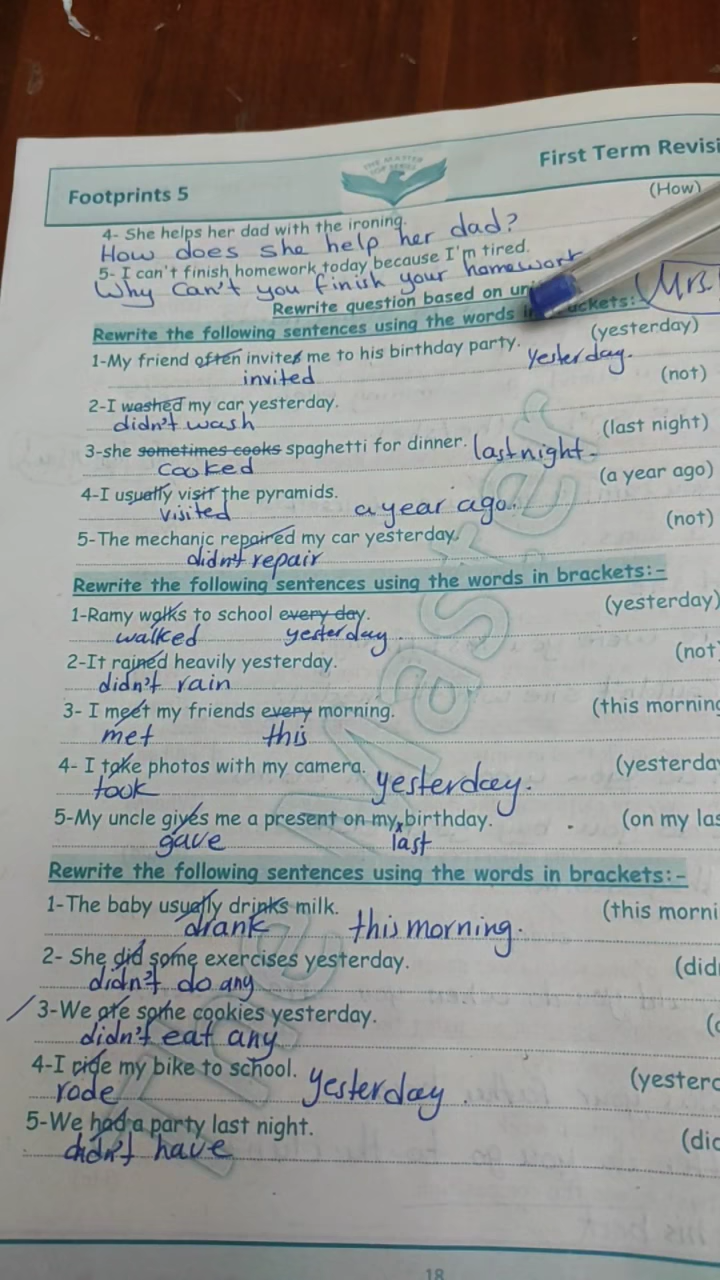 THE MASTER
TOP SERIES
First Term Revisi
Footprints 5
(How)
4- She helps her dad with the ironing.
How does she help her dad?
5- I can't finish homework today because I'm tired.
Why Can't you finish your homework
Mrs.
Rewrite question based on
Rewrite the following sentences using the words in brackets:-
1-My friend often invites me to his birthday party. (yesterday)
invited yesterday.
2-I washed my car yesterday. (not)
didn't wash
3-she sometimes cooks spaghetti for dinner. last night- (last night)
cooked
4-I usually visit the pyramids. (a year ago)
visited a year ago.
5-The mechanic repaired my car yesterday. (not)
didn't repair
Rewrite the following sentences using the words in brackets:-
1-Ramy walks to school every day. (yesterday)
walked yesterday.
2-It rained heavily yesterday. (not)
didn't rain
3- I meet my friends every morning. (this morning
met this
4- I take photos with my camera. (yesterda
took yesterday.
5-My uncle gives me a present on my birthday. (on my las
gave last
Rewrite the following sentences using the words in brackets:-
1-The baby usually drinks milk. (this morni
drank this morning.
2- She did some exercises yesterday. (did
didn't do any
3-We ate some cookies yesterday. (
didn't eat any
4-I ride my bike to school. (yester
rode yesterday.
5-We had a party last night. (did
didn't have
The Master
18